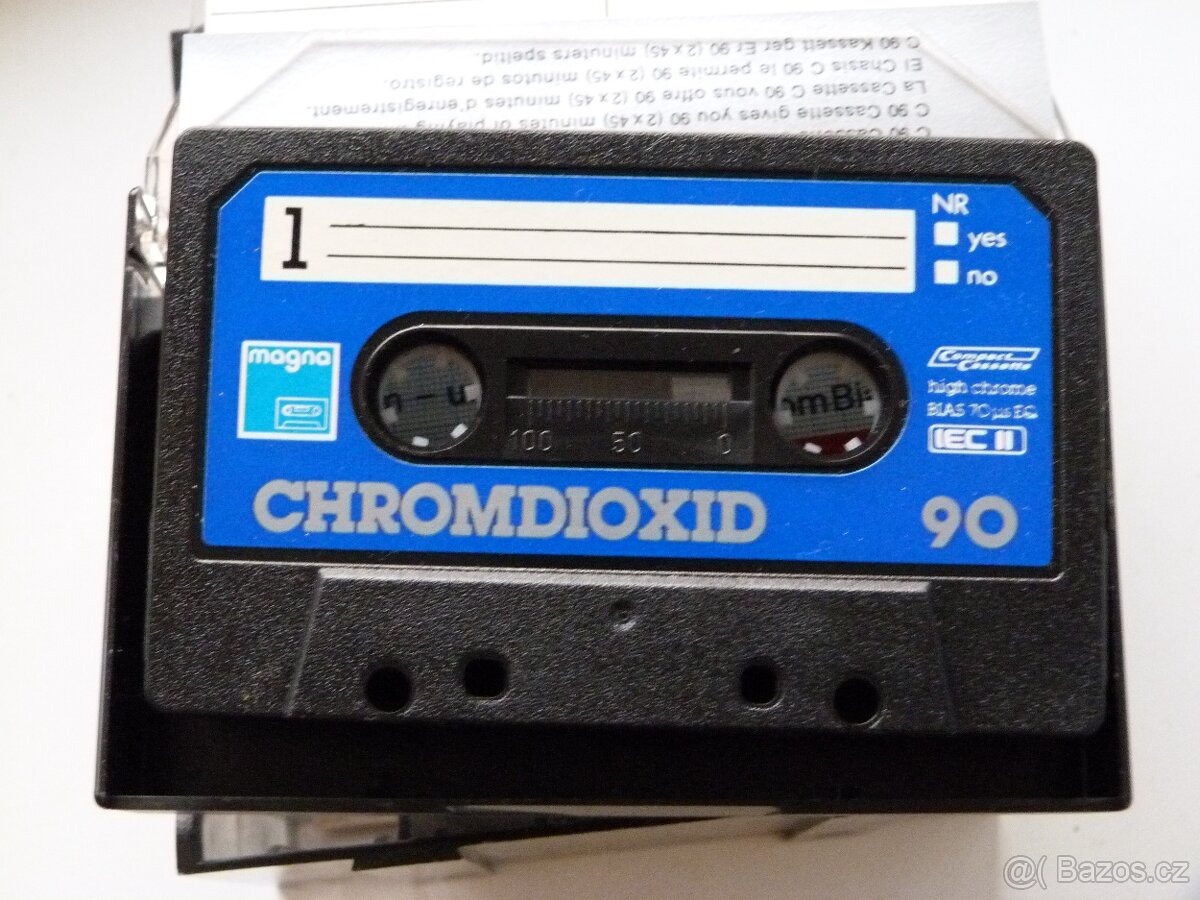 C 90 Kassett ger Er 90 (2 x 45) minuters speltid.
El Chasis C 90 le permite 90 (2 x 45) minutos de registro.
La Cassette C 90 vous offre 90 (2 x 45) minutes d'enregistrement.
C 90 Cassette gives you 90 (2 x 45) minutes of playing
C 90
1
NR
yes
no
magna
Compact
Cassette
high chrome
BIAS 70 µs EQ
IEC II
100 50 0
CHROMDIOXID 90
@( Bazos.cz